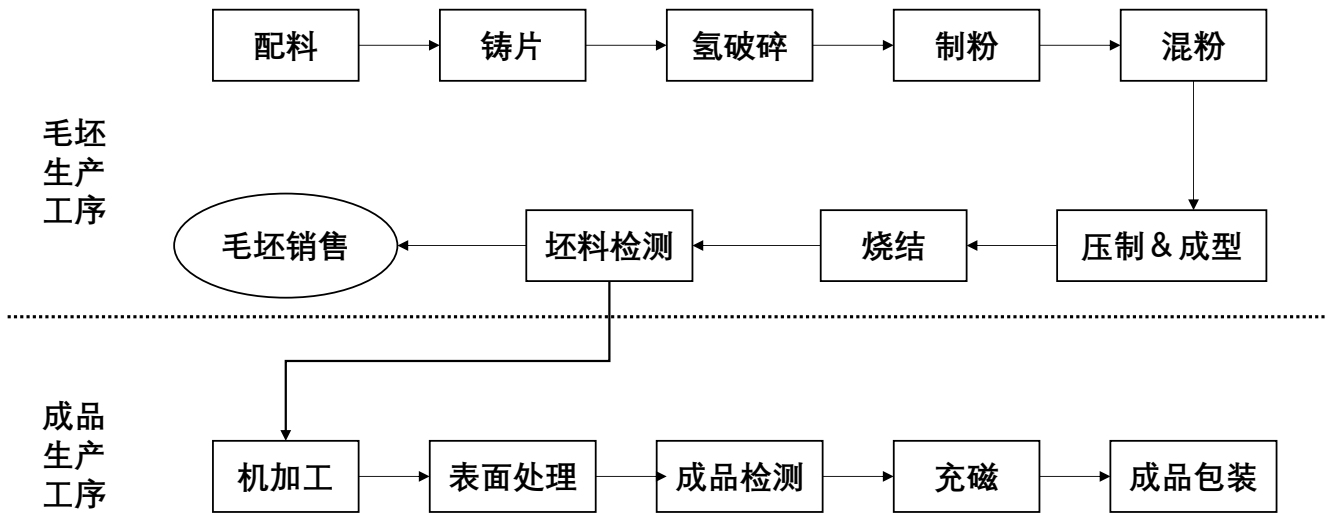 配料
铸片
氢破碎
制粉
混粉
毛坯
生产
工序
毛坯销售
坯料检测
烧结
压制＆成型
成品
生产
工序
机加工
表面处理
成品检测
充磁
成品包装